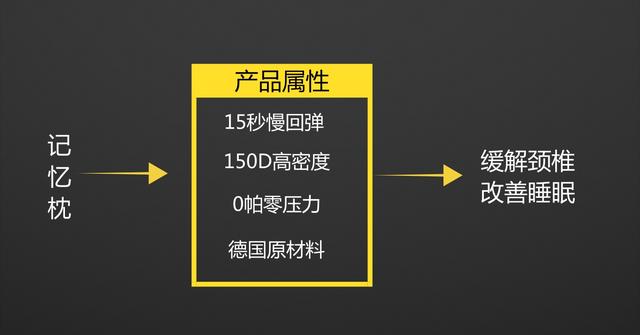 记
忆
枕
产品属性
15秒慢回弹
150D高密度
0帕零压力
德国原材料
缓解颈椎
改善睡眠